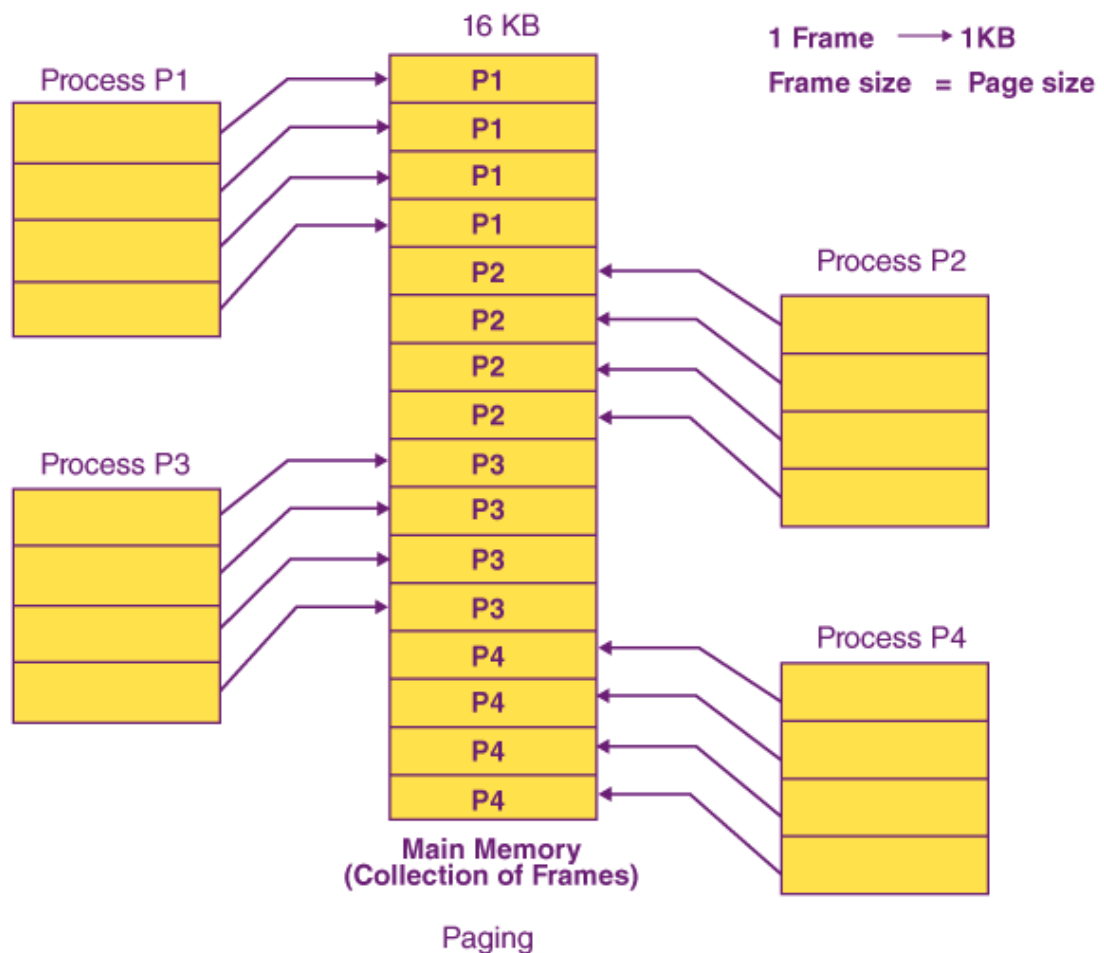 16 KB
1 Frame → 1KB
Frame size = Page size
Process P1
P1
P1
P1
P1
Process P2
P2
P2
P2
P2
Process P3
P3
P3
P3
P3
Process P4
P4
P4
P4
P4
Main Memory
(Collection of Frames)
Paging